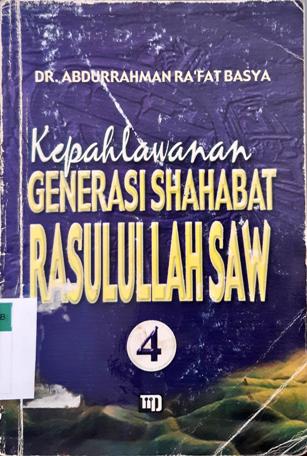 DR. ABDURRAHMAN RA'FAT BASYA
Kepahlawanan
GENERASI SHAHABAT
RASULULLAH SAW
4
B